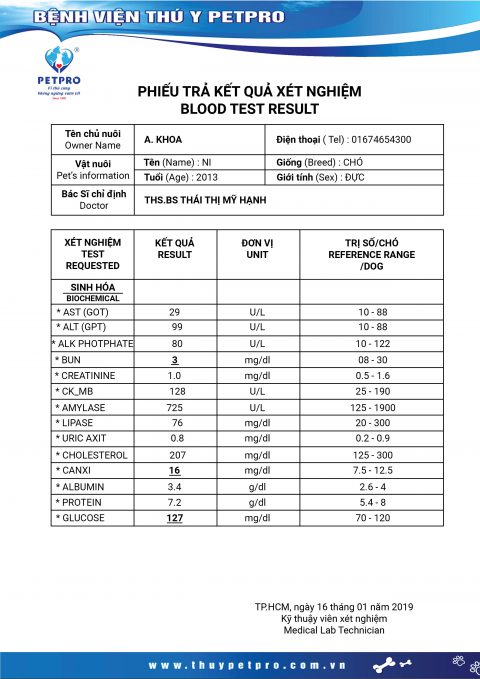 BỆNH VIỆN THÚ Y PETPRO
®
PETPRO
Vì thú cưng
không ngừng vươn tới
PHIẾU TRẢ KẾT QUẢ XÉT NGHIỆM
BLOOD TEST RESULT
Tên chủ nuôi
Owner Name
A. KHOA
Điện thoại ( Tel) : 01674654300
Vật nuôi
Pet's information
Tên (Name) : NI
Giống (Breed) : CHÓ
Tuổi (Age) : 2013
Giới tính (Sex) : ĐỰC
Bác Sĩ chỉ định
Doctor
THS.BS THÁI THỊ MỸ HẠNH
XÉT NGHIỆM
TEST
REQUESTED
KẾT QUẢ
RESULT
ĐƠN VỊ
UNIT
TRỊ SỐ/CHÓ
REFERENCE RANGE
/DOG
SINH HÓA
BIOCHEMICAL
* AST (GOT) 29 U/L 10 - 88
* ALT (GPT) 99 U/L 10 - 88
* ALK PHOTPHATE 80 U/L 10 - 122
* BUN 3 mg/dl 08 - 30
* CREATININE 1.0 mg/dl 0.5 - 1.6
* CK_MB 128 U/L 25 - 190
* AMYLASE 725 U/L 125 - 1900
* LIPASE 76 mg/dl 20 - 300
* URIC AXIT 0.8 mg/dl 0.2 - 0.9
* CHOLESTEROL 207 mg/dl 125 - 300
* CANXI 16 mg/dl 7.5 - 12.5
* ALBUMIN 3.4 g/dl 2.6 - 4
* PROTEIN 7.2 g/dl 5.4 - 8
* GLUCOSE 127 mg/dl 70 - 120
TP.HCM, ngày 16 tháng 01 năm 2019
Kỹ thuậy viên xét nghiệm
Medical Lab Technician
www.thuypetpro.com.vn